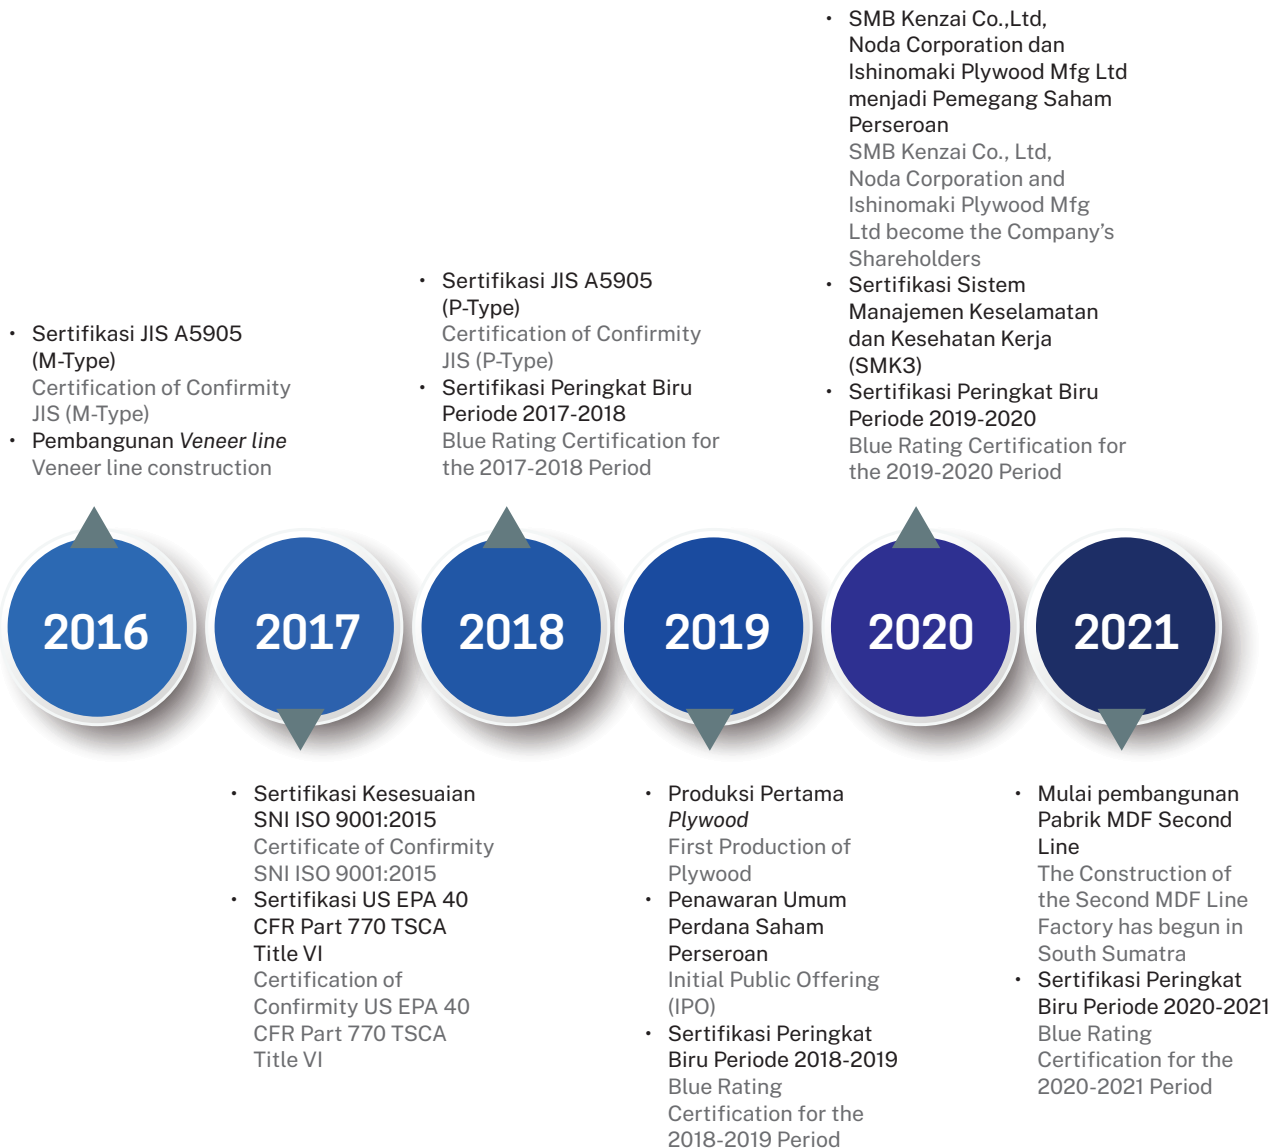 • Sertifikasi JIS A5905
(M-Type)
Certification of Confirmity
JIS (M-Type)
• Pembangunan Veneer line
Veneer line construction
• Sertifikasi JIS A5905
(P-Type)
Certification of Confirmity
JIS (P-Type)
• Sertifikasi Peringkat Biru
Periode 2017-2018
Blue Rating Certification for
the 2017-2018 Period
• SMB Kenzai Co.,Ltd,
Noda Corporation dan
Ishinomaki Plywood Mfg Ltd
menjadi Pemegang Saham
Perseroan
SMB Kenzai Co., Ltd,
Noda Corporation and
Ishinomaki Plywood Mfg
Ltd become the Company’s
Shareholders
• Sertifikasi Sistem
Manajemen Keselamatan
dan Kesehatan Kerja
(SMK3)
• Sertifikasi Peringkat Biru
Periode 2019-2020
Blue Rating Certification for
the 2019-2020 Period
2016
2017
2018
2019
2020
2021
• Sertifikasi Kesesuaian
SNI ISO 9001:2015
Certificate of Confirmity
SNI ISO 9001:2015
• Sertifikasi US EPA 40
CFR Part 770 TSCA
Title VI
Certification of
Confirmity US EPA 40
CFR Part 770 TSCA
Title VI
• Produksi Pertama
Plywood
First Production of
Plywood
• Penawaran Umum
Perdana Saham
Perseroan
Initial Public Offering
(IPO)
• Sertifikasi Peringkat
Biru Periode 2018-2019
Blue Rating
Certification for the
2018-2019 Period
• Mulai pembangunan
Pabrik MDF Second
Line
The Construction of
the Second MDF Line
Factory has begun in
South Sumatra
• Sertifikasi Peringkat
Biru Periode 2020-2021
Blue Rating
Certification for the
2020-2021 Period